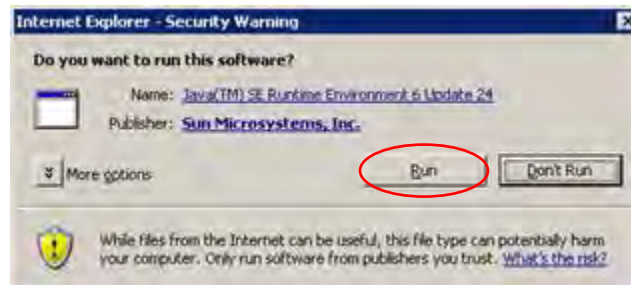 Internet Explorer - Security Warning
Do you want to run this software?
Name: Java(TM) SE Runtime Environment 6 Update 24
Publisher: Sun Microsystems, Inc.
More options
Run
Don't Run
While files from the Internet can be useful, this file type can potentially harm
your computer. Only run software from publishers you trust. What's the risk?